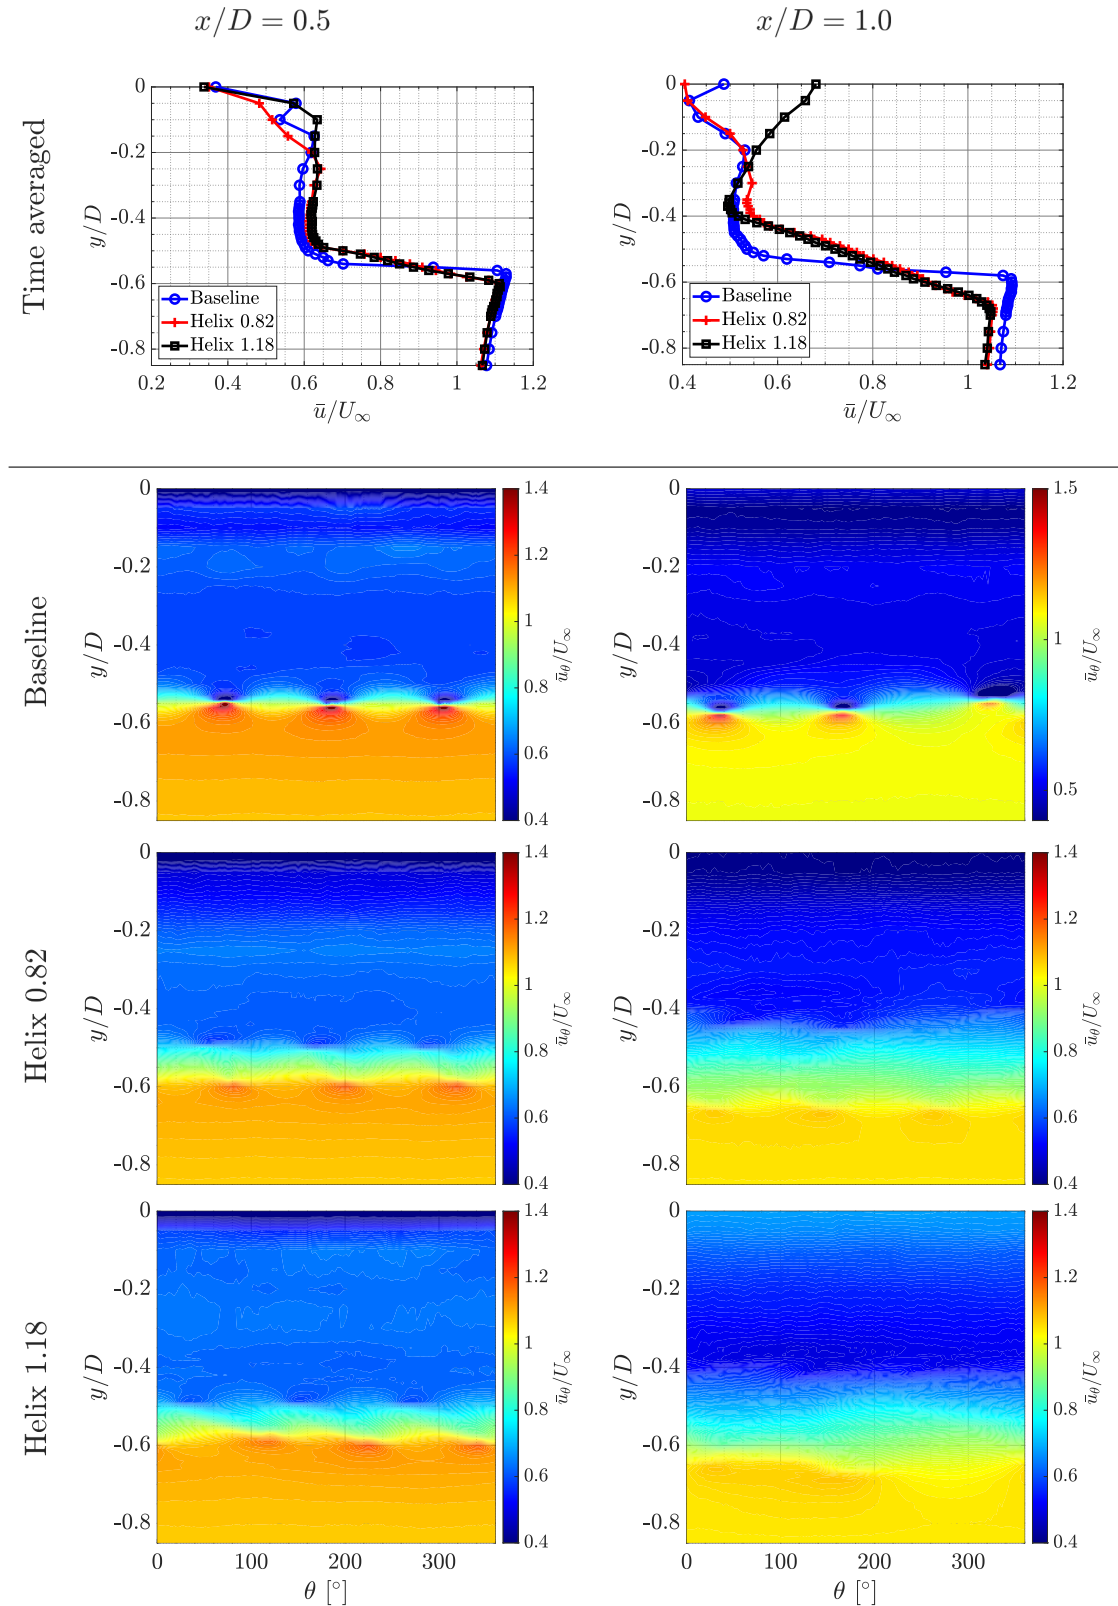 x/D = 0.5
x/D = 1.0
Time averaged
0
-0.2
-0.4
-0.6
-0.8
y/D
Baseline
Helix 0.82
Helix 1.18
0.2 0.4 0.6 0.8 1 1.2
ū/U∞
0
-0.2
-0.4
-0.6
-0.8
y/D
Baseline
Helix 0.82
Helix 1.18
0.4 0.6 0.8 1 1.2
ū/U∞
Baseline
0
-0.2
-0.4
-0.6
-0.8
y/D
1.4
1.2
1
0.8
0.6
0.4
ūθ/U∞
0
-0.2
-0.4
-0.6
-0.8
y/D
1.5
1
0.5
ūθ/U∞
Helix 0.82
0
-0.2
-0.4
-0.6
-0.8
y/D
1.4
1.2
1
0.8
0.6
0.4
ūθ/U∞
0
-0.2
-0.4
-0.6
-0.8
y/D
1.4
1.2
1
0.8
0.6
0.4
ūθ/U∞
Helix 1.18
0
-0.2
-0.4
-0.6
-0.8
y/D
0 100 200 300
θ [°]
1.4
1.2
1
0.8
0.6
0.4
ūθ/U∞
0
-0.2
-0.4
-0.6
-0.8
y/D
0 100 200 300
θ [°]
1.4
1.2
1
0.8
0.6
0.4
ūθ/U∞